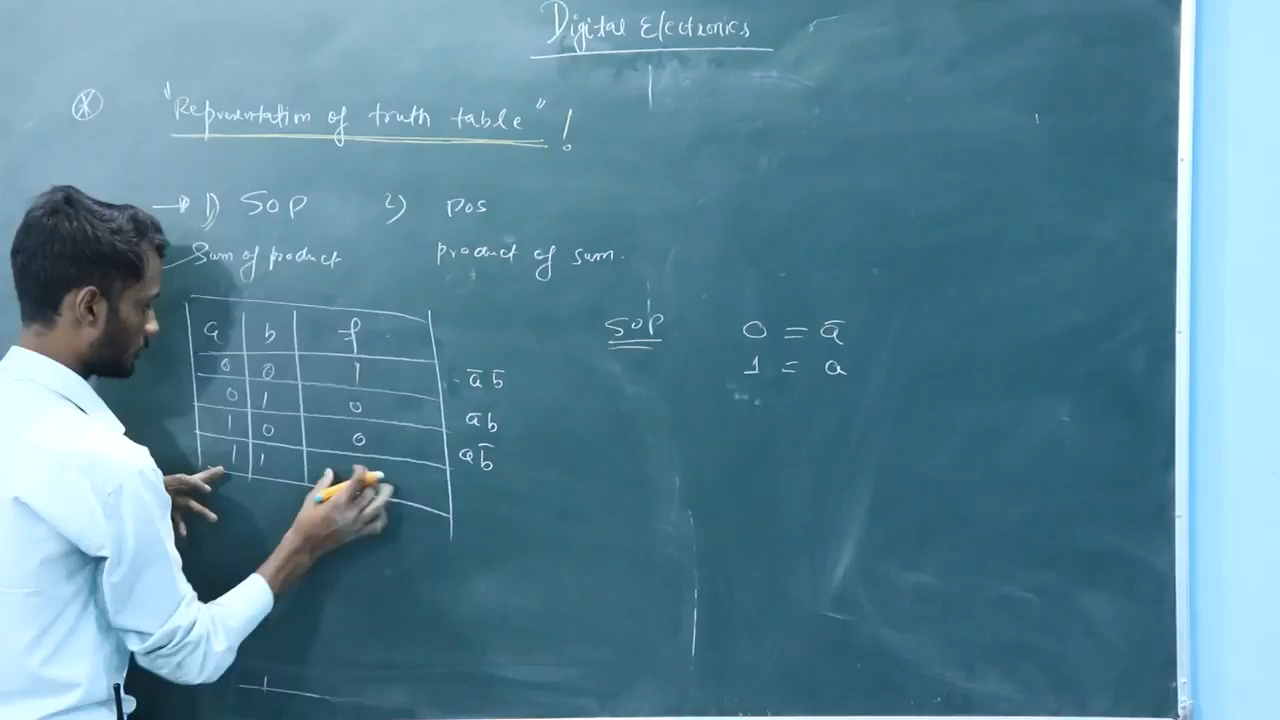 Digital Electronics
"Representation of truth table" !
→ 1) SOP 2) POS
Sum of product product of sum.
a b f
0 0 1 āb̄
0 1 0 āb
1 0 0 ab̄
1 1
SOP 0 = ā
1 = a